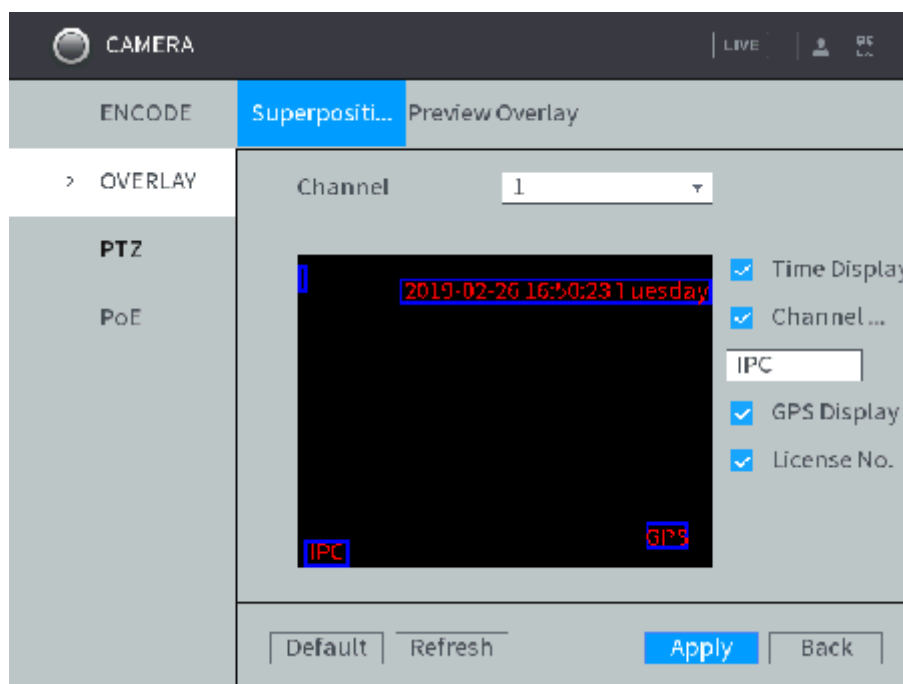 CAMERA
LIVE
ENCODE
Superpositi... Preview Overlay
OVERLAY
Channel 1
PTZ
Time Display
2019-02-26 16:50:23 Tuesday
PoE
Channel ...
IPC
GPS Display
License No.
GPS
IPC
Default Refresh Apply Back